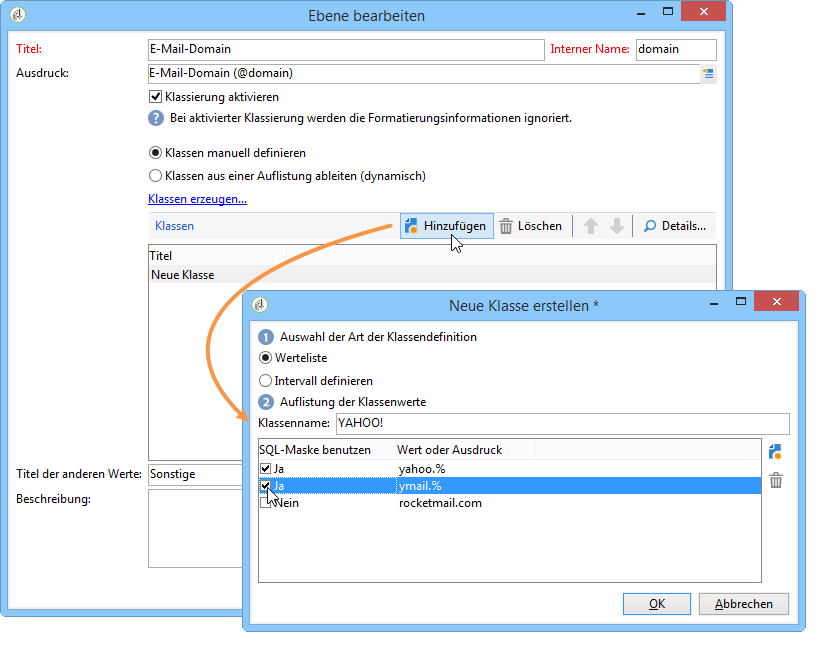 Ebene bearbeiten
Titel: E-Mail-Domain Interner Name: domain
Ausdruck: E-Mail-Domain (@domain)
Klassierung aktivieren
? Bei aktivierter Klassierung werden die Formatierungsinformationen ignoriert.
Klassen manuell definieren
Klassen aus einer Auflistung ableiten (dynamisch)
Klassen erzeugen...
Klassen Hinzufügen Löschen Details...
Titel
Neue Klasse
Titel der anderen Werte: Sonstige
Beschreibung:
Neue Klasse erstellen *
1 Auswahl der Art der Klassendefinition
Werteliste
Intervall definieren
2 Auflistung der Klassenwerte
Klassenname: YAHOO!
SQL-Maske benutzen Wert oder Ausdruck
Ja yahoo.%
Ja ymail.%
Nein rocketmail.com
OK Abbrechen